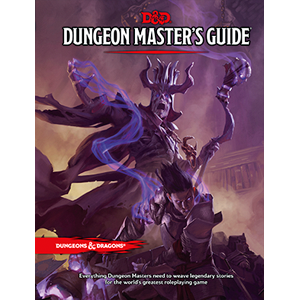 D&D
DUNGEON MASTER'S GUIDE
DUNGEONS & DRAGONS®
Everything Dungeon Masters need to weave legendary stories
for the world's greatest roleplaying game